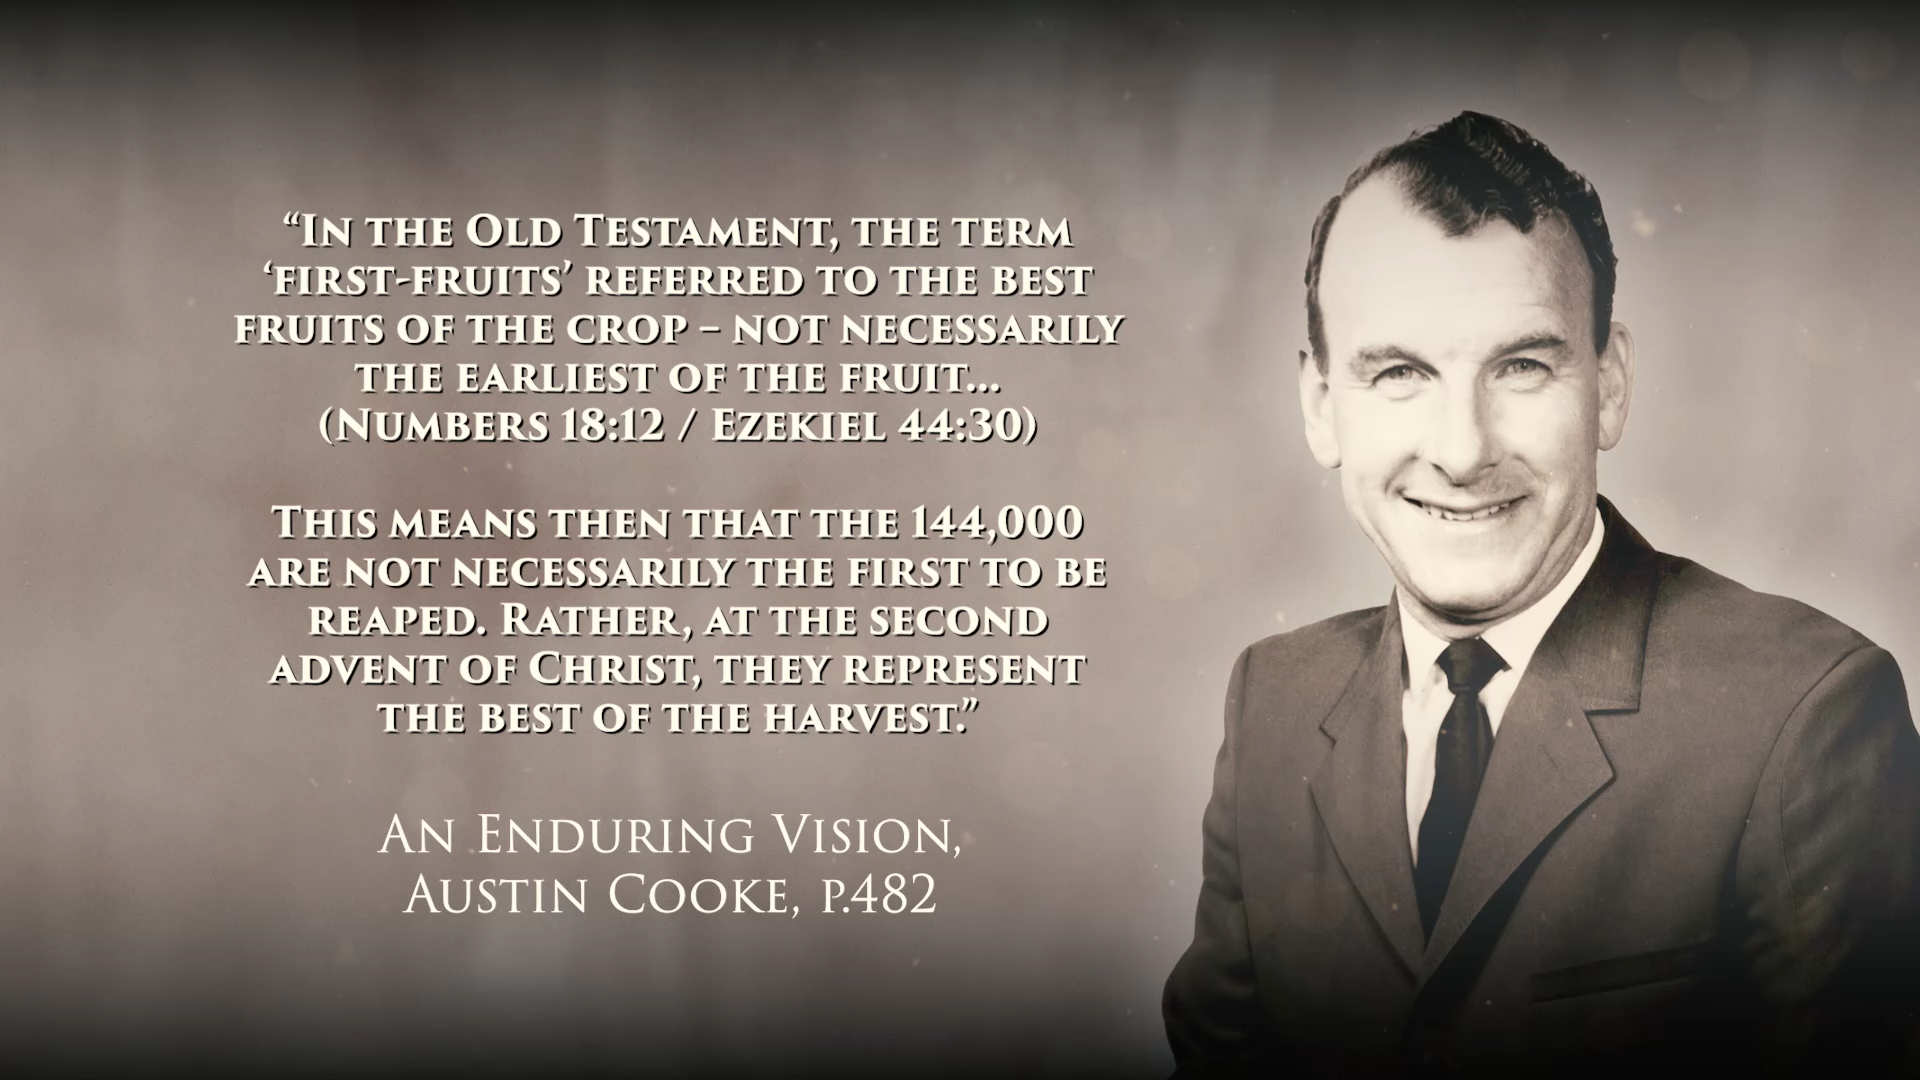 “In the Old Testament, the term
‘first-fruits’ referred to the best
fruits of the crop – not necessarily
the earliest of the fruit...
(Numbers 18:12 / Ezekiel 44:30)
This means then that the 144,000
are not necessarily the first to be
reaped. Rather, at the second
advent of Christ, they represent
the best of the harvest.”
An Enduring Vision,
Austin Cooke, p.482